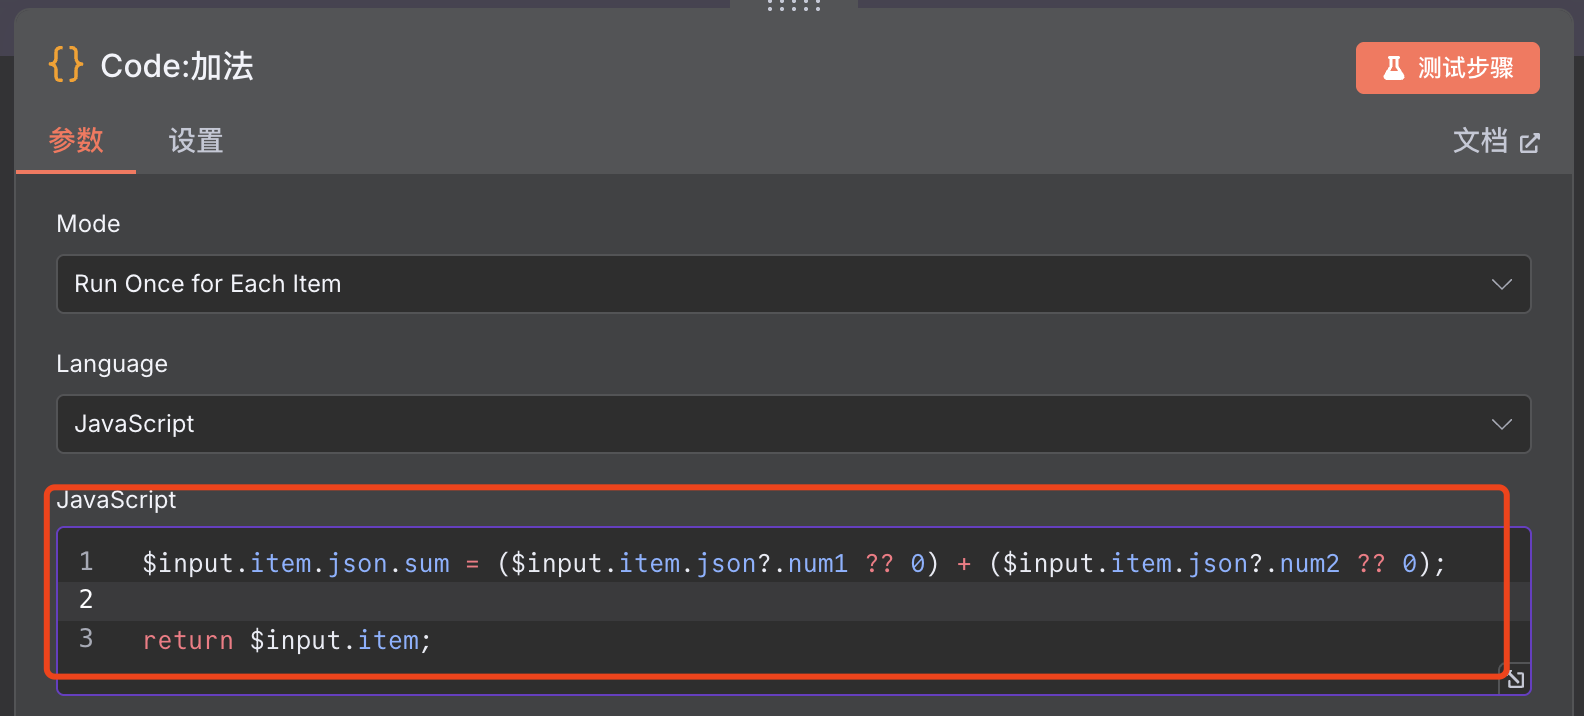 {} Code:加法
测试步骤
参数 设置 文档
Mode
Run Once for Each Item
Language
JavaScript
JavaScript
1 $input.item.json.sum = ($input.item.json?.num1 ?? 0) + ($input.item.json?.num2 ?? 0);
2
3 return $input.item;